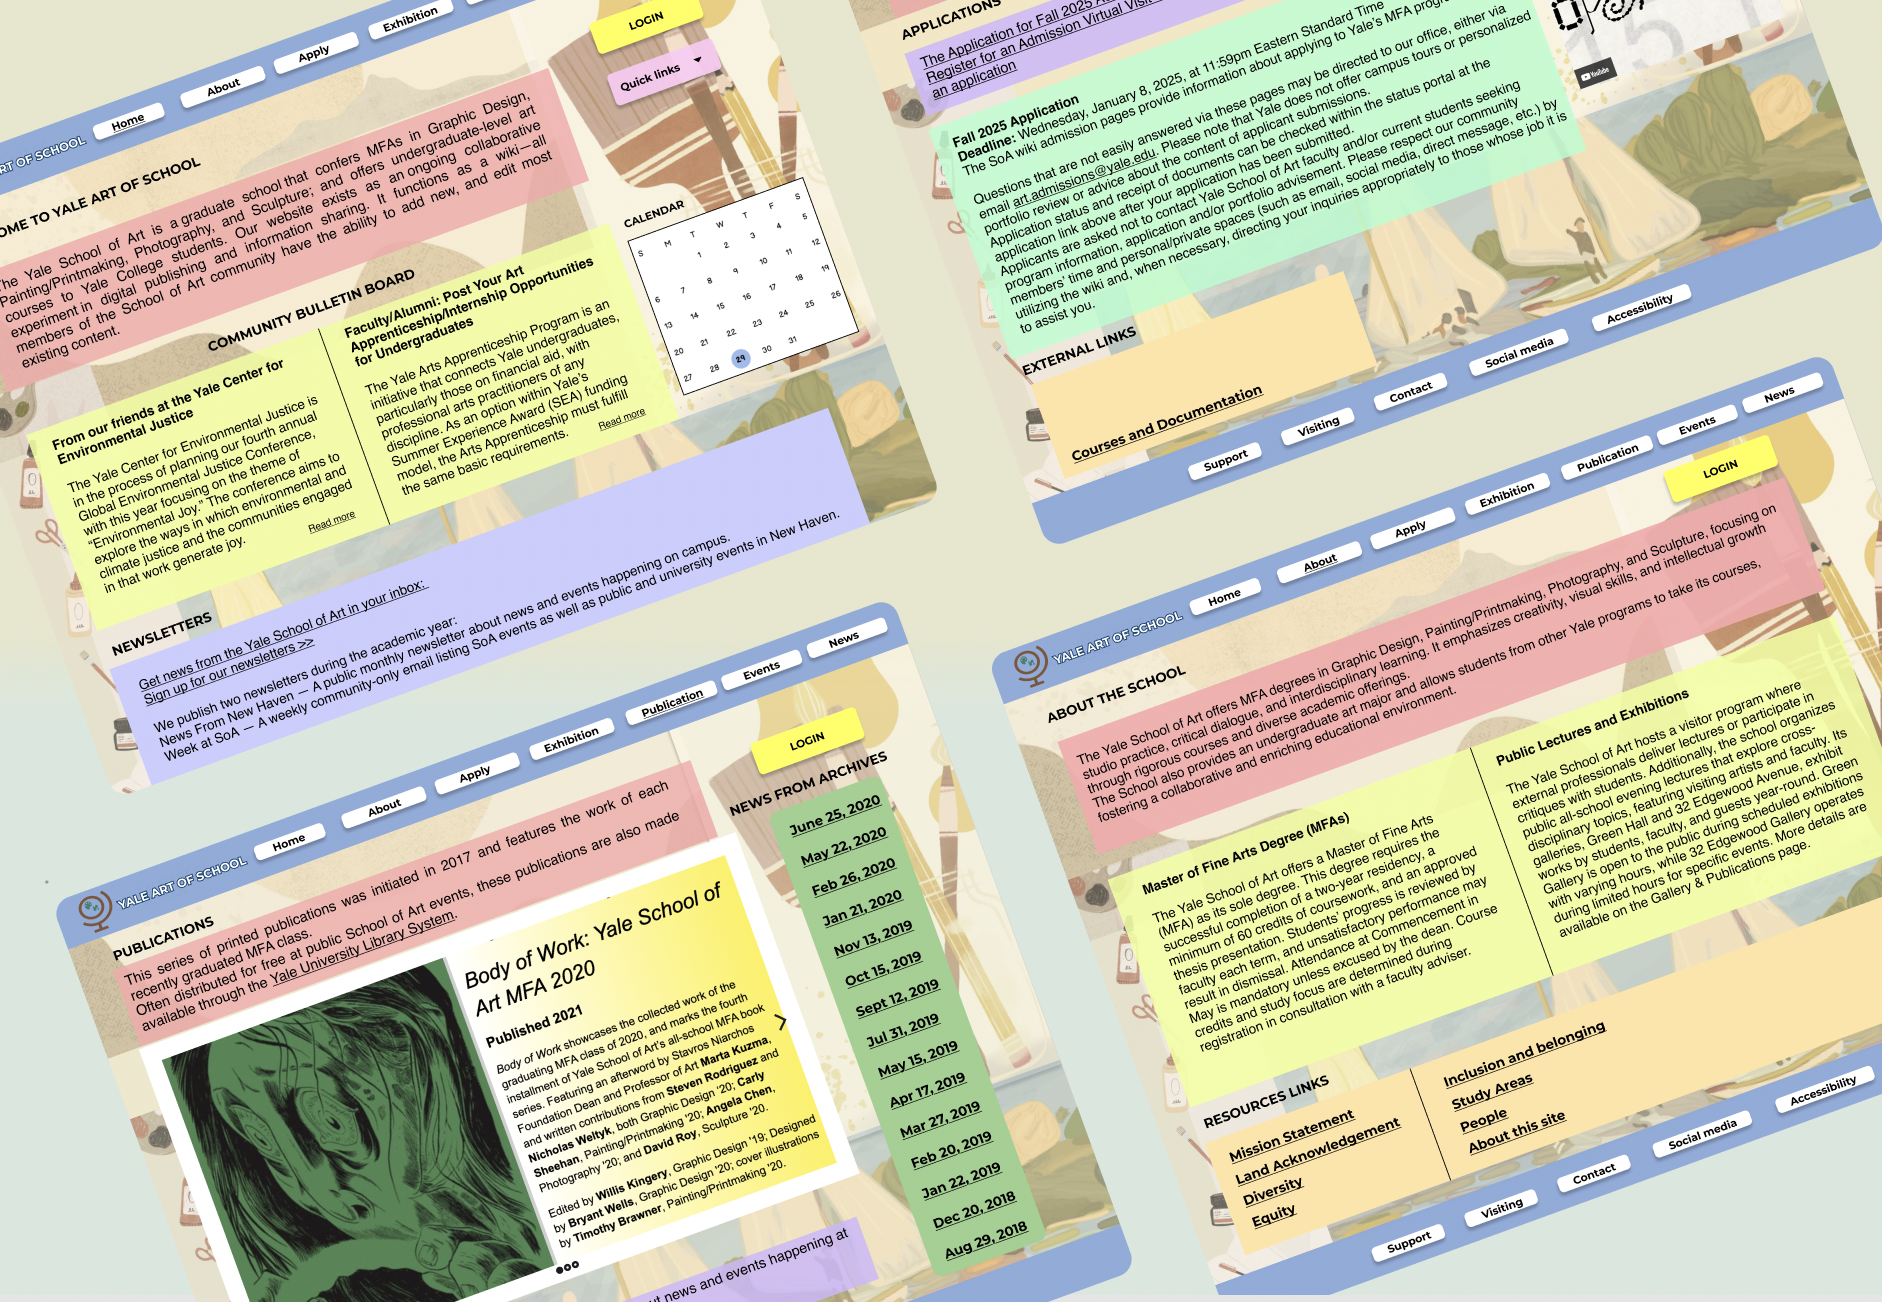 ART OF SCHOOL
Home
About
Apply
Exhibition
LOGIN
Quick links
OME TO YALE ART OF SCHOOL
The Yale School of Art is a graduate school that confers MFAs in Graphic Design,
Painting/Printmaking, Photography, and Sculpture; and offers undergraduate-level art
courses to Yale College students. Our website exists as an ongoing collaborative
experiment in digital publishing and information sharing. It functions as a wiki—all
members of the School of Art community have the ability to add new, and edit most
existing content.
CALENDAR
S M T W T F S
1 2 3 4 5
6 7 8 9 10 11 12
13 14 15 16 17 18 19
20 21 22 23 24 25 26
27 28 29 30 31
COMMUNITY BULLETIN BOARD
From our friends at the Yale Center for
Environmental Justice
The Yale Center for Environmental Justice is
in the process of planning our fourth annual
Global Environmental Justice Conference,
with this year focusing on the theme of
“Environmental Joy.” The conference aims to
explore the ways in which environmental and
climate justice and the communities engaged
in that work generate joy.
Read more
Faculty/Alumni: Post Your Art
Apprenticeship/Internship Opportunities
for Undergraduates
The Yale Arts Apprenticeship Program is an
initiative that connects Yale undergraduates,
particularly those on financial aid, with
professional arts practitioners of any
discipline. As an option within Yale's
Summer Experience Award (SEA) funding
model, the Arts Apprenticeship must fulfill
the same basic requirements.
Read more
NEWSLETTERS
Get news from the Yale School of Art in your inbox:
Sign up for our newsletters >>
We publish two newsletters during the academic year:
News From New Haven — A public monthly newsletter about news and events happening on campus.
Week at SoA — A weekly community-only email listing SoA events as well as public and university events in New Haven.
APPLICATIONS
The Application for Fall 2025
Register for an Admission Virtual Visit
an application
Fall 2025 Application
Deadline: Wednesday, January 8, 2025, at 11:59pm Eastern Standard Time
The SoA wiki admission pages provide information about applying to Yale's MFA
Questions that are not easily answered via these pages may be directed to our office, either via
email art.admissions@yale.edu. Please note that Yale does not offer campus tours or personalized
portfolio review or advice about the content of applicant submissions.
Application status and receipt of documents can be checked within the status portal at the
application link above after your application has been submitted.
Applicants are asked not to contact Yale School of Art faculty and/or current students seeking
program information, application and/or portfolio advisement. Please respect our community
members' time and personal/private spaces (such as email, social media, direct message, etc.) by
utilizing the wiki and, when necessary, directing your inquiries appropriately to those whose job it is
to assist you.
YouTube
EXTERNAL LINKS
Courses and Documentation
Support
Visiting
Contact
Social media
Accessibility
YALE ART OF SCHOOL
Home
About
Apply
Exhibition
Publication
Events
News
LOGIN
PUBLICATIONS
This series of printed publications was initiated in 2017 and features the work of each
recently graduated MFA class.
Often distributed for free at public School of Art events, these publications are also made
available through the Yale University Library System.
Body of Work: Yale School of
Art MFA 2020
Published 2021
Body of Work showcases the collected work of the
graduating MFA class of 2020, and marks the fourth
installment of Yale School of Art's all-school MFA book
series. Featuring an afterword by Stavros Niarchos
Foundation Dean and Professor of Art Marta Kuzma,
and written contributions from Steven Rodriguez and
Nicholas Weltyk, both Graphic Design '20; Carly
Sheehan, Painting/Printmaking '20; Angela Chen,
Photography '20; and David Roy, Sculpture '20.
Edited by Willis Kingery, Graphic Design '19; Designed
by Bryant Wells, Graphic Design '20; cover illustrations
by Timothy Brawner, Painting/Printmaking '20.
NEWS FROM ARCHIVES
June 25, 2020
May 22, 2020
Feb 26, 2020
Jan 21, 2020
Nov 13, 2019
Oct 15, 2019
Sept 12, 2019
Jul 31, 2019
May 15, 2019
Apr 17, 2019
Mar 27, 2019
Feb 20, 2019
Jan 22, 2019
Dec 20, 2018
Aug 29, 2018
news and events happening at
YALE ART OF SCHOOL
Home
About
Apply
Exhibition
Publication
Events
News
LOGIN
ABOUT THE SCHOOL
The Yale School of Art offers MFA degrees in Graphic Design, Painting/Printmaking, Photography, and Sculpture, focusing on
studio practice, critical dialogue, and interdisciplinary learning. It emphasizes creativity, visual skills, and intellectual growth
through rigorous courses and diverse academic offerings.
The School also provides an undergraduate art major and allows students from other Yale programs to take its courses,
fostering a collaborative and enriching educational environment.
Master of Fine Arts Degree (MFAs)
The Yale School of Art offers a Master of Fine Arts
(MFA) as its sole degree. This degree requires the
successful completion of a two-year residency, a
minimum of 60 credits of coursework, and an approved
thesis presentation. Students' progress is reviewed by
faculty each term, and unsatisfactory performance may
result in dismissal. Attendance at Commencement in
May is mandatory unless excused by the dean. Course
credits and study focus are determined during
registration in consultation with a faculty adviser.
Public Lectures and Exhibitions
The Yale School of Art hosts a visitor program where
external professionals deliver lectures or participate in
critiques with students. Additionally, the school organizes
public all-school evening lectures that explore cross-
disciplinary topics, featuring visiting artists and faculty. Its
galleries, Green Hall and 32 Edgewood Avenue, exhibit
works by students, faculty, and guests year-round. Green
Gallery is open to the public during scheduled exhibitions
with varying hours, while 32 Edgewood Gallery operates
during limited hours for specific events. More details are
available on the Gallery & Publications page.
RESOURCES LINKS
Mission Statement
Land Acknowledgement
Diversity
Equity
Inclusion and belonging
Study Areas
People
About this site
Support
Visiting
Contact
Social media
Accessibility